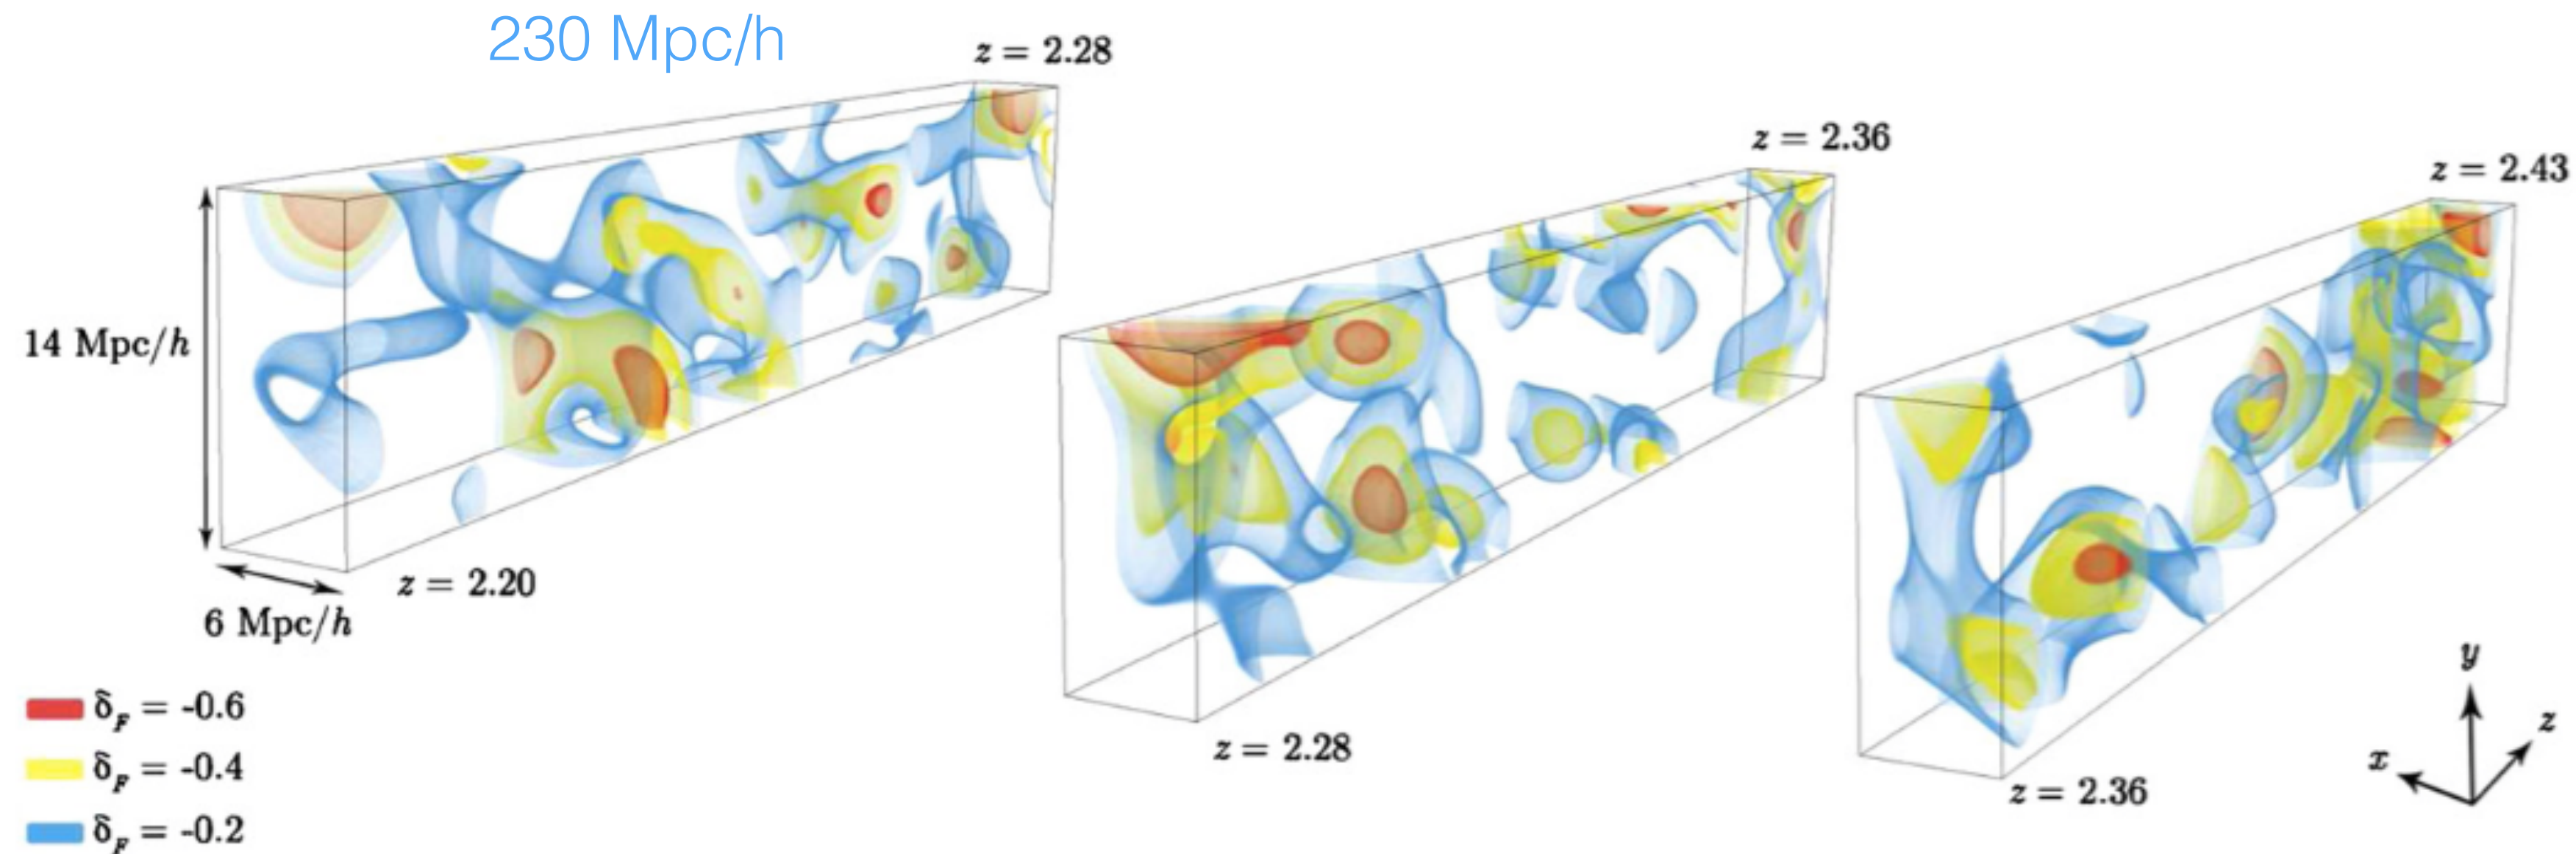 230 Mpc/h
z = 2.28
z = 2.36
z = 2.43
14 Mpc/h
z = 2.20
6 Mpc/h
δF = -0.6
z = 2.28
δF = -0.4
z = 2.36
δF = -0.2
y
z
x